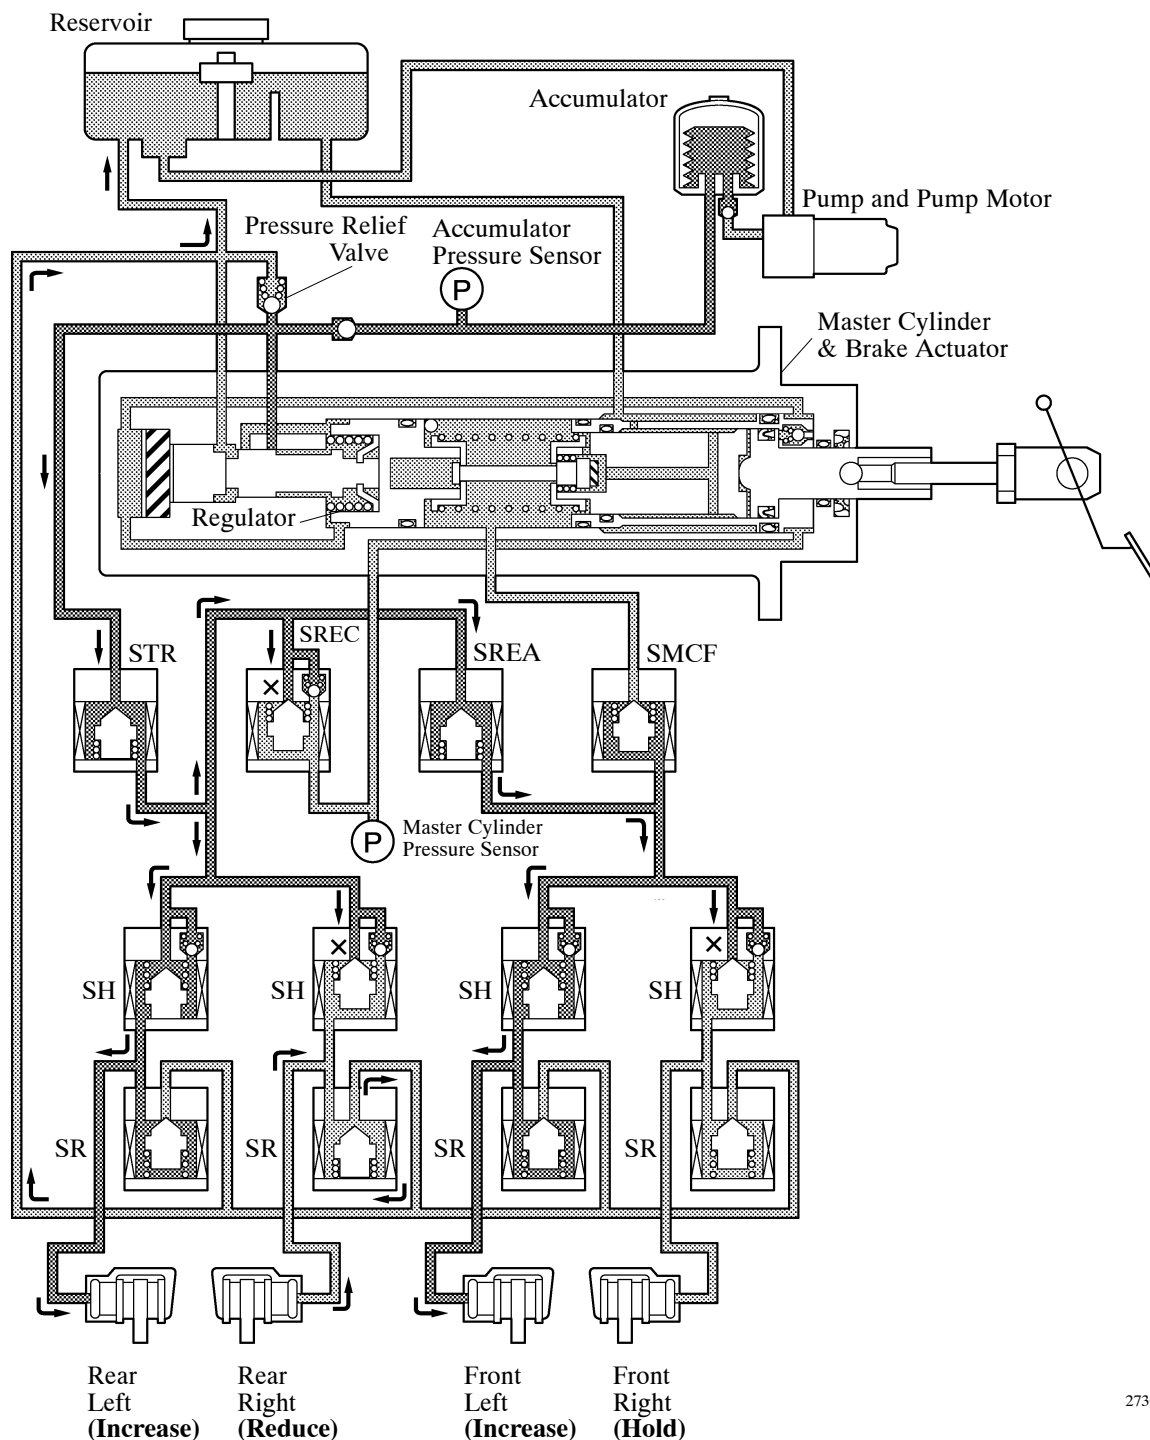 Reservoir
Accumulator
Pump and Pump Motor
Pressure Relief
Valve
Accumulator
Pressure Sensor
P
Master Cylinder
& Brake Actuator
Regulator
STR
SREC
SREA
SMCF
P
Master Cylinder
Pressure Sensor
SH
SH
SH
SH
SR
SR
SR
SR
Rear
Left
(Increase)
Rear
Right
(Reduce)
Front
Left
(Increase)
Front
Right
(Hold)
273